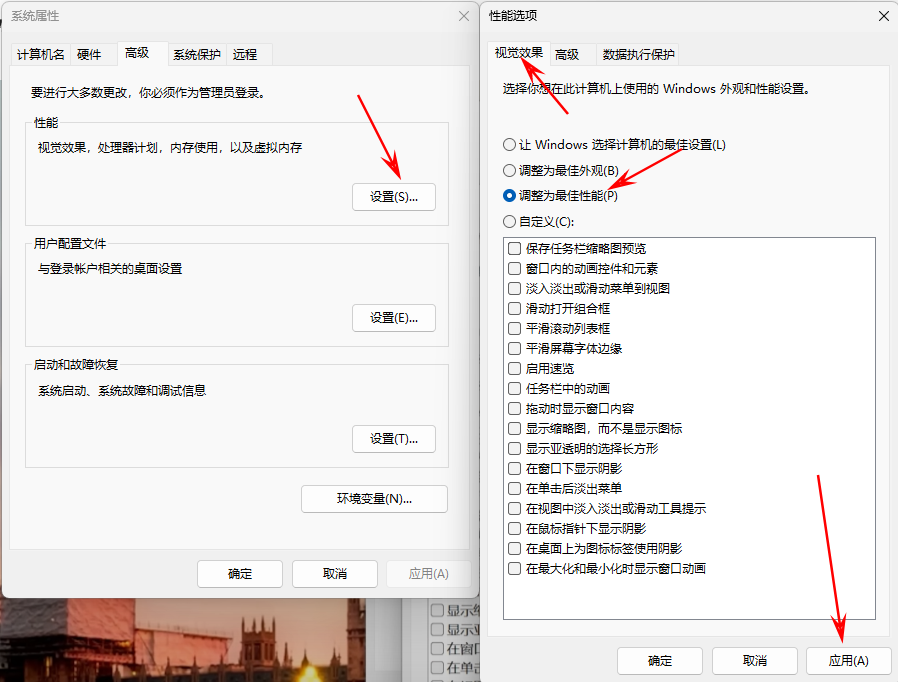 系统属性
计算机名
硬件
高级
系统保护
远程
要进行大多数更改，你必须作为管理员登录。
性能
视觉效果，处理器计划，内存使用，以及虚拟内存
设置(S)...
用户配置文件
与登录帐户相关的桌面设置
设置(E)...
启动和故障恢复
系统启动、系统故障和调试信息
设置(T)...
环境变量(N)...
确定
取消
应用(A)
性能选项
视觉效果
高级
数据执行保护
选择你想在此计算机上使用的 Windows 外观和性能设置。
让 Windows 选择计算机的最佳设置(L)
调整为最佳外观(B)
调整为最佳性能(P)
自定义(C):
保存任务栏缩略图预览
窗口内的动画控件和元素
淡入淡出或滑动菜单到视图
滑动打开组合框
平滑滚动列表框
平滑屏幕字体边缘
启用速览
任务栏中的动画
拖动时显示窗口内容
显示缩略图，而不是显示图标
显示亚透明的选择长方形
在窗口下显示阴影
在单击后淡出菜单
在视图中淡入淡出或滑动工具提示
在鼠标指针下显示阴影
在桌面上为图标标签使用阴影
在最大化和最小化时显示窗口动画
确定
取消
应用(A)
显示
显示
在窗
在单